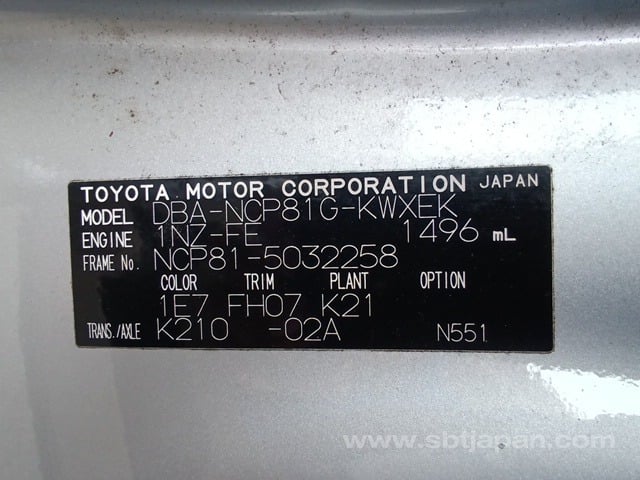 TOYOTA MOTOR CORPORATION JAPAN
MODEL DBA-NCP81G-KWXEK
ENGINE 1NZ-FE 1496 mL
FRAME No. NCP81-5032258
COLOR TRIM PLANT OPTION
1E7 FH07 K21
TRANS./AXLE K210 -02A N551
www.sbtjapan.com